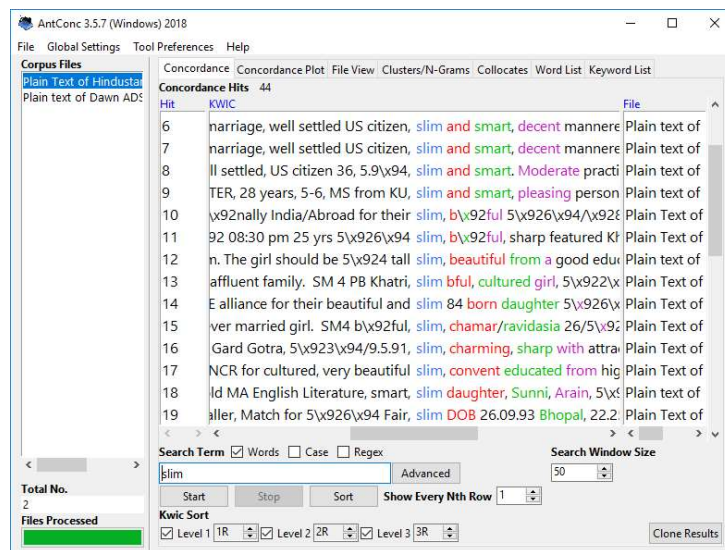 AntConc 3.5.7 (Windows) 2018
File Global Settings Tool Preferences Help
Corpus Files
Plain Text of Hindustan
Plain text of Dawn ADS
Concordance Concordance Plot File View Clusters/N-Grams Collocates Word List Keyword List
Concordance Hits 44
Hit KWIC File
6 marriage, well settled US citizen, slim and smart, decent mannere Plain text of
7 marriage, well settled US citizen, slim and smart, decent mannere Plain text of
8 ll settled, US citizen 36, 5.9\x94, slim and smart. Moderate practi Plain text of
9 TER, 28 years, 5-6, MS from KU, slim and smart, pleasing person Plain text of
10 \x92nally India/Abroad for their slim, b\x92ful 5\x926\x94/\x928 Plain Text of
11 92 08:30 pm 25 yrs 5\x926\x94 slim, b\x92ful, sharp featured Kh Plain Text of
12 n. The girl should be 5\x924 tall slim, beautiful from a good educ Plain Text of
13 affluent family. SM 4 PB Khatri, slim bful, cultured girl, 5\x922\x Plain Text of
14 E alliance for their beautiful and slim 84 born daughter 5\x926\x Plain Text of
15 ver married girl. SM4 b\x92ful, slim, chamar/ravidasia 26/5\x92 Plain Text of
16 Gard Gotra, 5\x923\x94/9.5.91, slim, charming, sharp with attra Plain Text of
17 NCR for cultured, very beautiful slim, convent educated from hig Plain Text of
18 ld MA English Literature, smart, slim daughter, Sunni, Arain, 5\x9 Plain text of
19 aller, Match for 5\x926\x94 Fair, slim DOB 26.09.93 Bhopal, 22.2 Plain Text of
Search Term Words Case Regex Search Window Size
slim Advanced 50
Total No.
2
Files Processed
Start Stop Sort Show Every Nth Row 1
Kwic Sort
Level 1 1R Level 2 2R Level 3 3R Clone Results